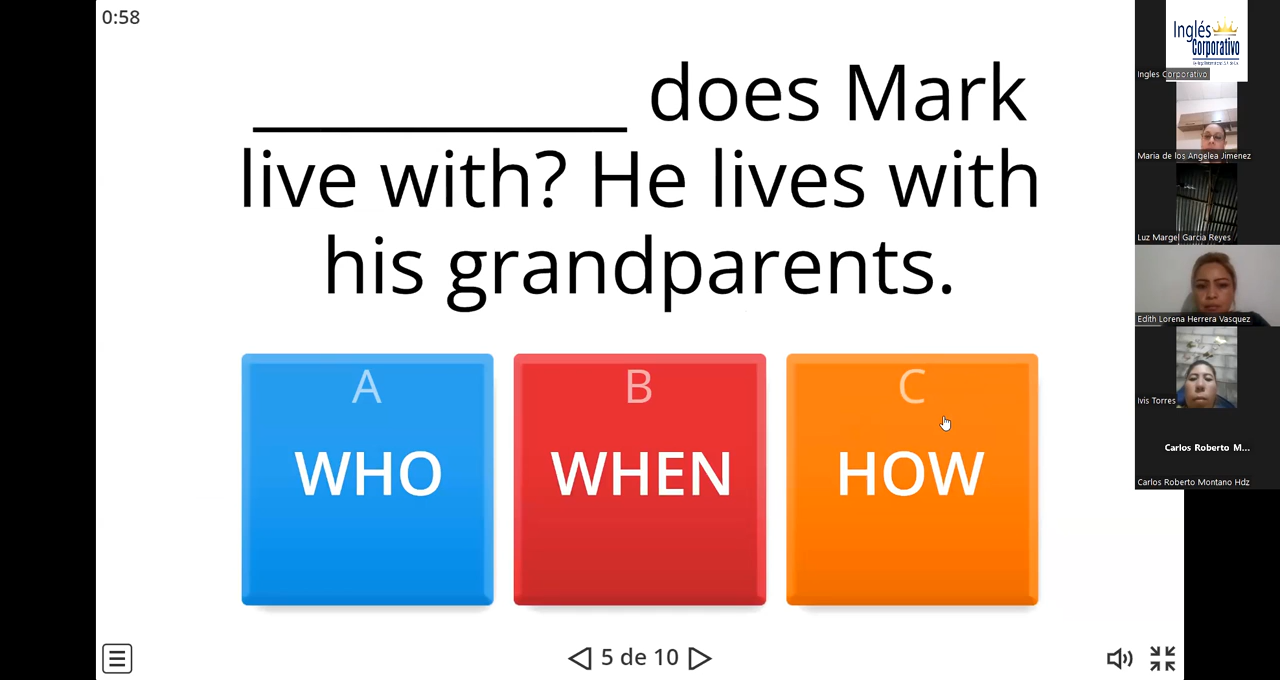 0:58
____________ does Mark
live with? He lives with
his grandparents.
A
WHO
B
WHEN
C
HOW
5 de 10
Inglés
Corporativo
Ingles Corporativo
Maria de los Angelea Jimenez
Luz Margel Garcia Reyes
Edith Lorena Herrera Vasquez
Ivis Torres
Carlos Roberto M...
Carlos Roberto Montano Hdz